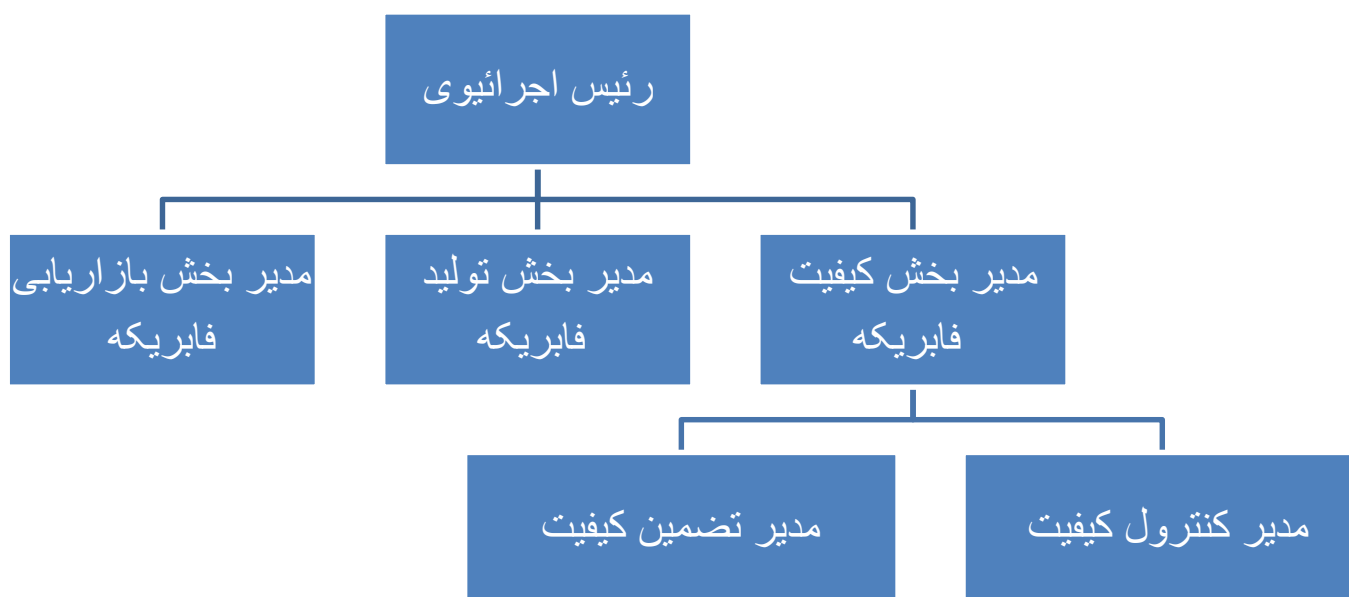 رئیس اجرائیوی
مدیر بخش کیفیت
فابریکه
مدیر بخش تولید
فابریکه
مدیر بخش بازاریابی
فابریکه
مدیر کنترول کیفیت
مدیر تضمین کیفیت